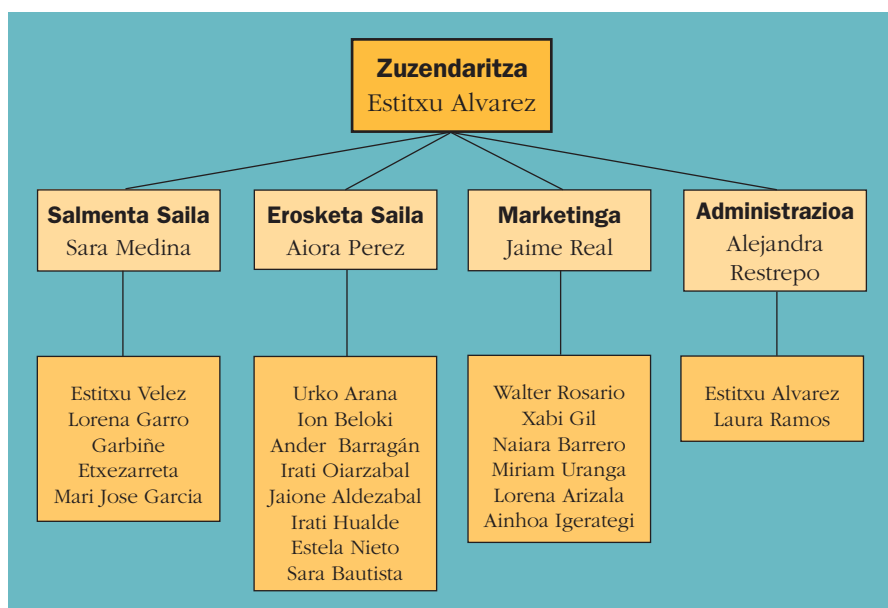 Zuzendaritza
Estitxu Alvarez
Salmenta Saila
Sara Medina
Erosketa Saila
Aiora Perez
Marketinga
Jaime Real
Administrazioa
Alejandra
Restrepo
Estitxu Velez
Lorena Garro
Garbiñe
Etxezarreta
Mari Jose Garcia
Urko Arana
Ion Beloki
Ander Barragán
Irati Oiarzabal
Jaione Aldezabal
Irati Hualde
Estela Nieto
Sara Bautista
Walter Rosario
Xabi Gil
Naiara Barrero
Miriam Uranga
Lorena Arizala
Ainhoa Igerategi
Estitxu Alvarez
Laura Ramos